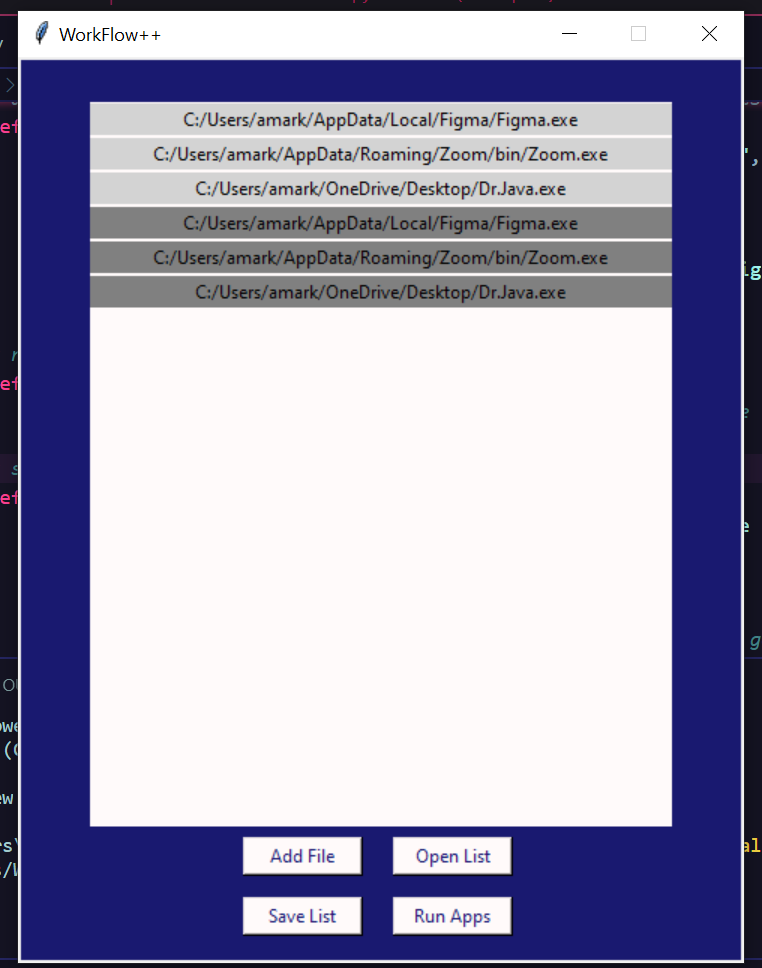 WorkFlow++
C:/Users/amark/AppData/Local/Figma/Figma.exe
C:/Users/amark/AppData/Roaming/Zoom/bin/Zoom.exe
C:/Users/amark/OneDrive/Desktop/Dr.Java.exe
C:/Users/amark/AppData/Local/Figma/Figma.exe
C:/Users/amark/AppData/Roaming/Zoom/bin/Zoom.exe
C:/Users/amark/OneDrive/Desktop/Dr.Java.exe
Add File
Open List
Save List
Run Apps